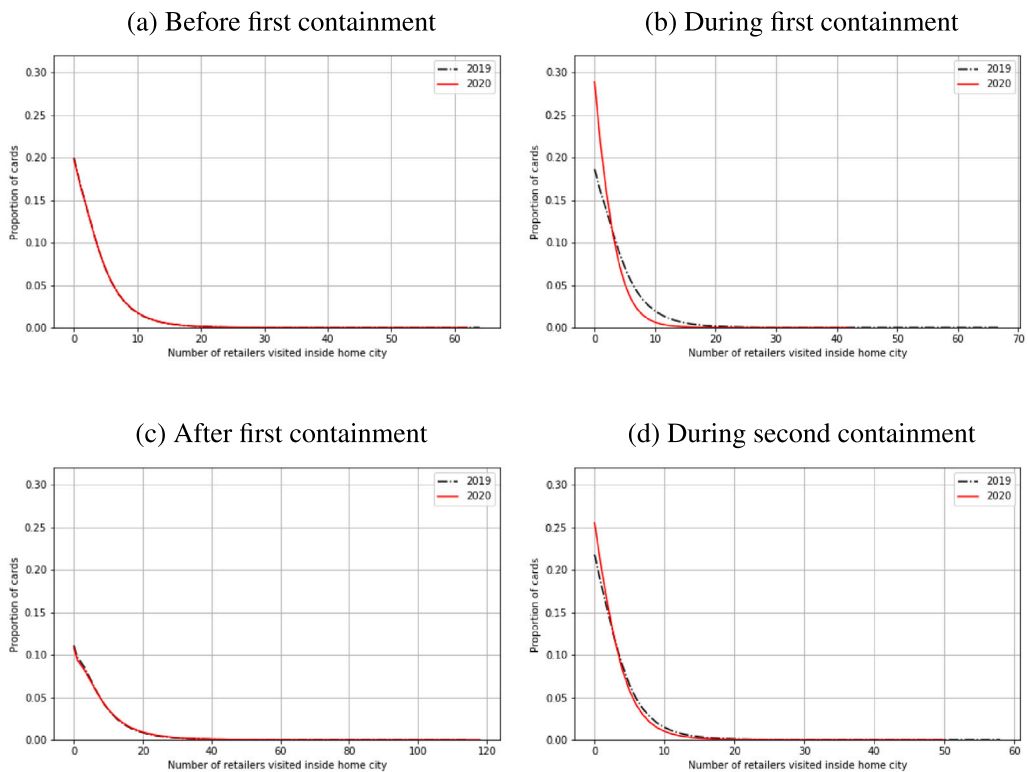 (a) Before first containment
0.30
0.25
0.20
0.15
0.10
0.05
0.00
Proportion of cards
2019
2020
0 10 20 30 40 50 60
Number of retailers visited inside home city
(b) During first containment
0.30
0.25
0.20
0.15
0.10
0.05
0.00
Proportion of cards
2019
2020
0 10 20 30 40 50 60 70
Number of retailers visited inside home city
(c) After first containment
0.30
0.25
0.20
0.15
0.10
0.05
0.00
Proportion of cards
2019
2020
0 20 40 60 80 100 120
Number of retailers visited inside home city
(d) During second containment
0.30
0.25
0.20
0.15
0.10
0.05
0.00
Proportion of cards
2019
2020
0 10 20 30 40 50 60
Number of retailers visited inside home city